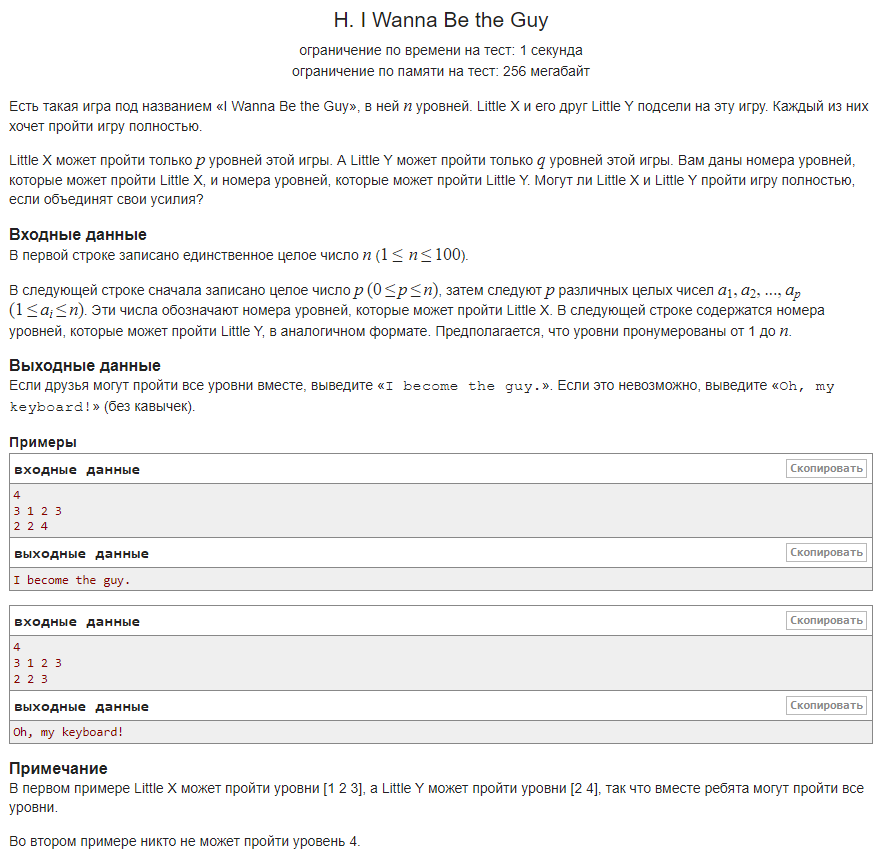 H. I Wanna Be the Guy
ограничение по времени на тест: 1 секунда
ограничение по памяти на тест: 256 мегабайт
Есть такая игра под названием «I Wanna Be the Guy», в ней n уровней. Little X и его друг Little Y подсели на эту игру. Каждый из них
хочет пройти игру полностью.
Little X может пройти только p уровней этой игры. А Little Y может пройти только q уровней этой игры. Вам даны номера уровней,
которые может пройти Little X, и номера уровней, которые может пройти Little Y. Могут ли Little X и Little Y пройти игру полностью,
если объединят свои усилия?
Входные данные
В первой строке записано единственное целое число n (1 ≤ n ≤ 100).
В следующей строке сначала записано целое число p (0 ≤ p ≤ n), затем следуют p различных целых чисел a1, a2, ..., ap
(1 ≤ ai ≤ n). Эти числа обозначают номера уровней, которые может пройти Little X. В следующей строке содержатся номера
уровней, которые может пройти Little Y, в аналогичном формате. Предполагается, что уровни пронумерованы от 1 до n.
Выходные данные
Если друзья могут пройти все уровни вместе, выведите «I become the guy.». Если это невозможно, выведите «Oh, my
keyboard!» (без кавычек).
Примеры
входные данные Скопировать
4
3 1 2 3
2 2 4
выходные данные Скопировать
I become the guy.
входные данные Скопировать
4
3 1 2 3
2 2 3
выходные данные Скопировать
Oh, my keyboard!
Примечание
В первом примере Little X может пройти уровни [1 2 3], а Little Y может пройти уровни [2 4], так что вместе ребята могут пройти все
уровни.
Во втором примере никто не может пройти уровень 4.